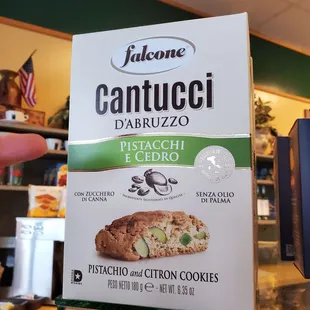 falcone
Cantucci
D'ABRUZZO
PISTACCHI
E CEDRO
CON ZUCCHERO
DI CANNA
SENZA OLIO
DI PALMA
PISTACHIO and CITRON COOKIES
PESO NETTO 180 g e - NET WT. 6.35 oz